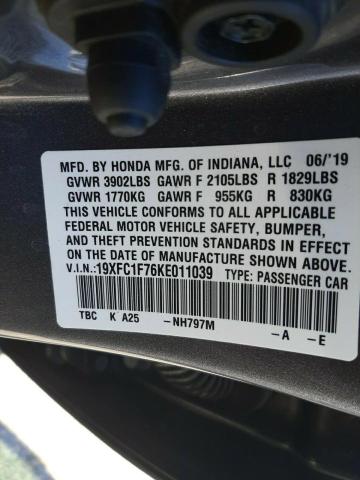 MFD. BY HONDA MFG. OF INDIANA, LLC 06/'19
GVWR 3902LBS GAWR F 2105LBS R 1829LBS
GVWR 1770KG GAWR F 955KG R 830KG
THIS VEHICLE CONFORMS TO ALL APPLICABLE
FEDERAL MOTOR VEHICLE SAFETY, BUMPER,
AND THEFT PREVENTION STANDARDS IN EFFECT
ON THE DATE OF MANUFACTURE SHOWN ABOVE.
V.I.N.:19XFC1F76KE011039 TYPE: PASSENGER CAR
TBC K A25 -NH797M -A -E